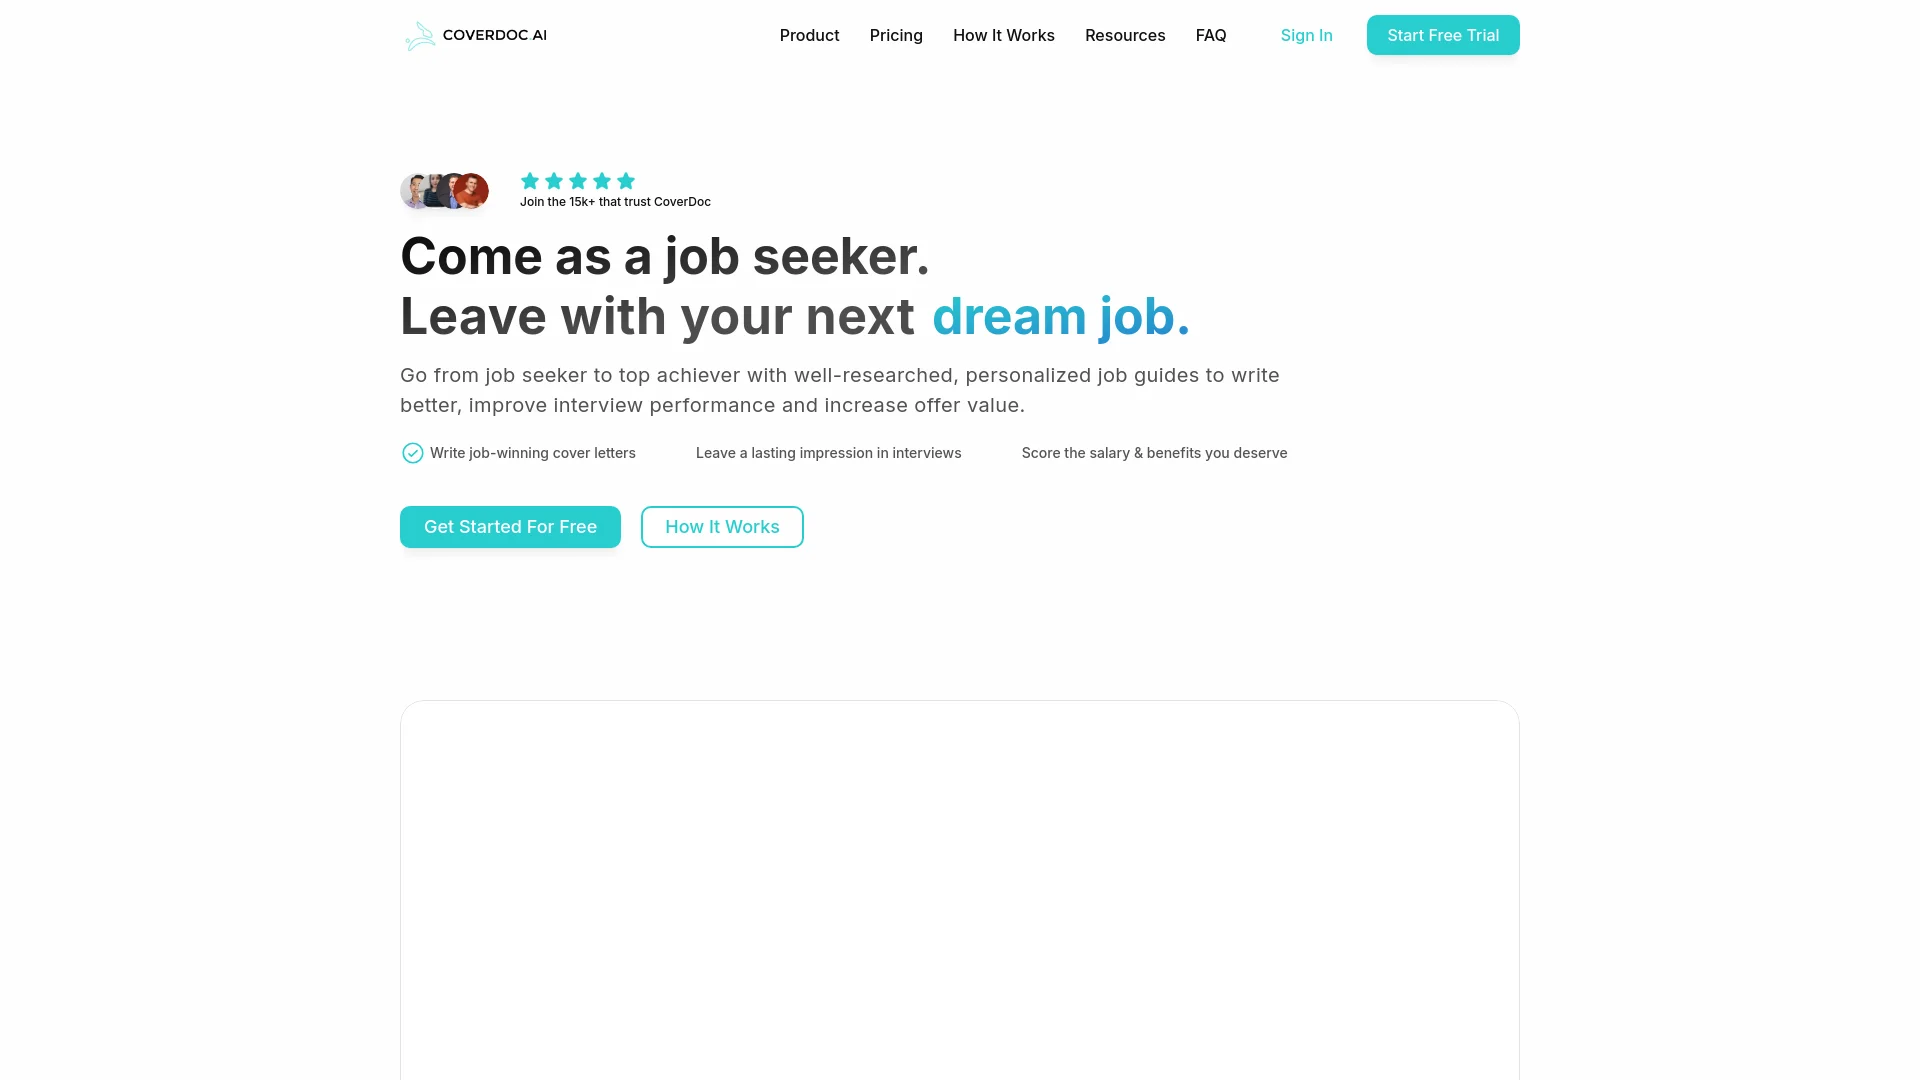 COVERDOC AI
Product
Pricing
How It Works
Resources
FAQ
Sign In
Start Free Trial
Join the 15k+ that trust CoverDoc
Come as a job seeker.
Leave with your next dream job.
Go from job seeker to top achiever with well-researched, personalized job guides to write
better, improve interview performance and increase offer value.
Write job-winning cover letters
Leave a lasting impression in interviews
Score the salary & benefits you deserve
Get Started For Free
How It Works